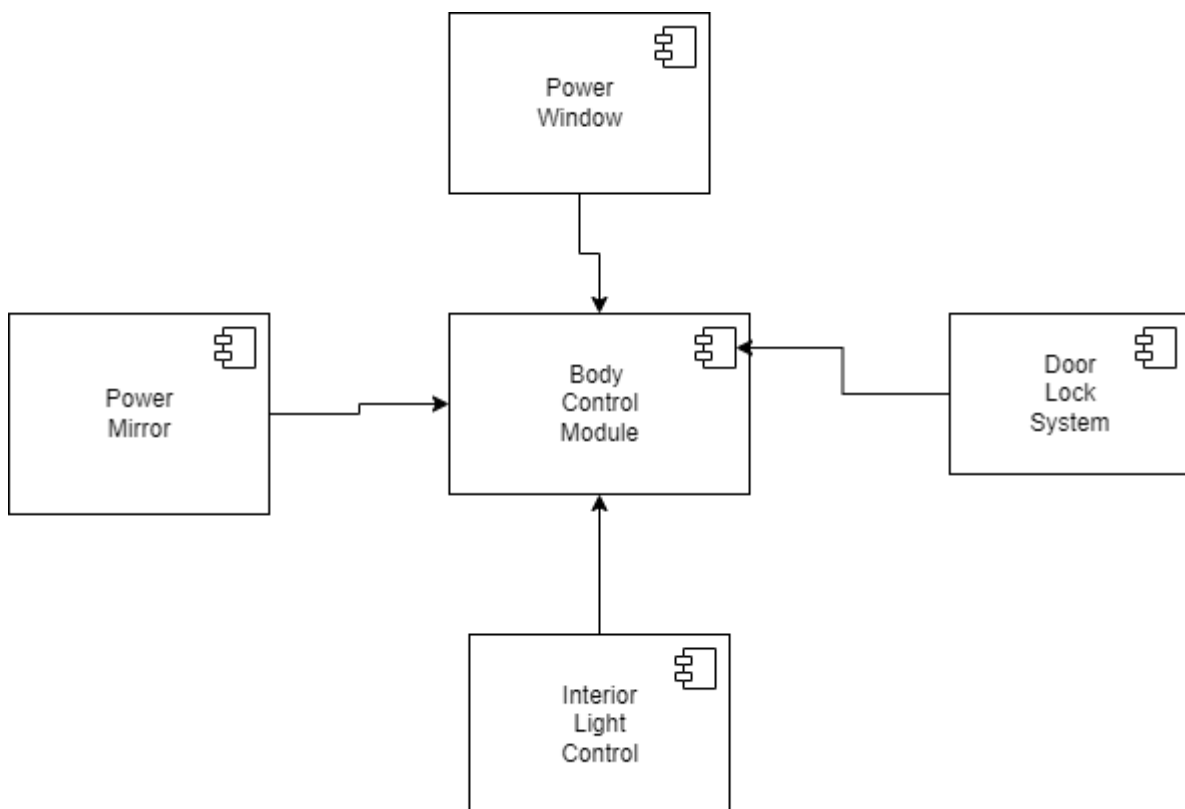 Power
Window
Power
Mirror
Body
Control
Module
Door
Lock
System
Interior
Light
Control